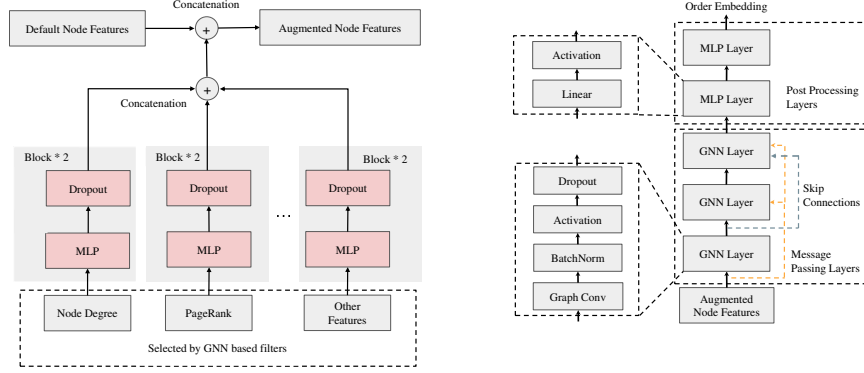 Concatenation
Default Node Features
+
Augmented Node Features
+
Concatenation
Block * 2
Block * 2
Block * 2
Dropout
Dropout
Dropout
...
MLP
MLP
MLP
Node Degree
PageRank
Other
Features
Selected by GNN based filters
Order Embedding
MLP Layer
Activation
Linear
MLP Layer
Post Processing
Layers
GNN Layer
Dropout
Activation
BatchNorm
Graph Conv
GNN Layer
Skip
Connections
GNN Layer
Message
Passing Layers
Augmented
Node Features